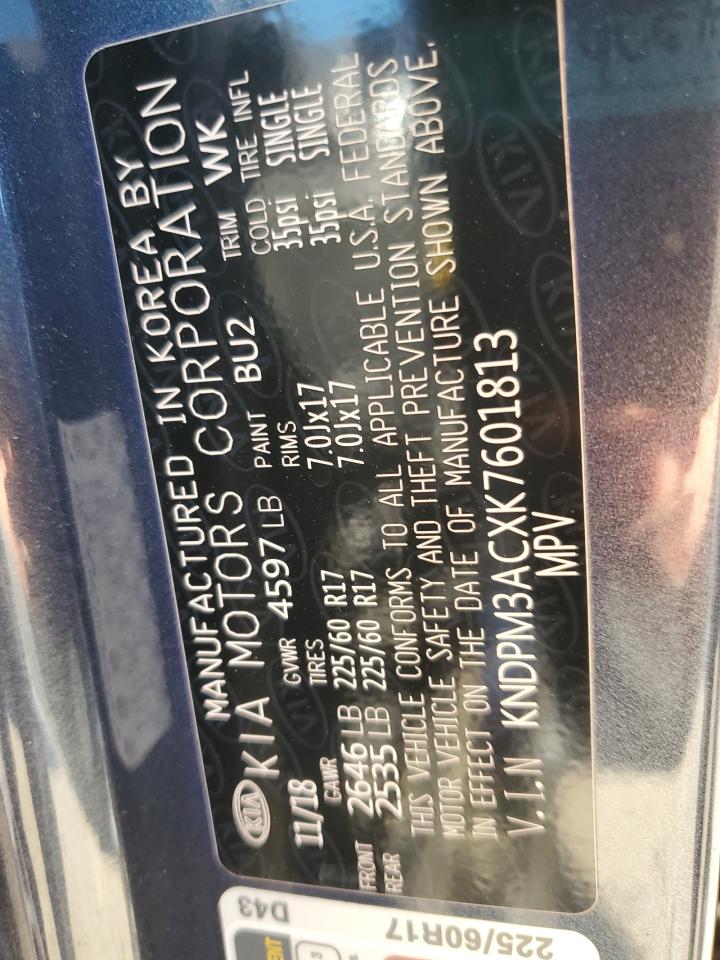 MANUFACTURED IN KOREA BY
KIA KIA MOTORS CORPORATION
11/18 GVWR 4597 LB PAINT BU2 TRIM WK
GAWR TIRES RIMS COLD TIRE INFL
FRONT 2646 LB 225/60 R17 7.0Jx17 35psi SINGLE
REAR 2535 LB 225/60 R17 7.0Jx17 35psi SINGLE
THIS VEHICLE CONFORMS TO ALL APPLICABLE U.S.A. FEDERAL
MOTOR VEHICLE SAFETY AND THEFT PREVENTION STANDARDS
IN EFFECT ON THE DATE OF MANUFACTURE SHOWN ABOVE.
V.I.N KNDPM3ACXK7601813
MPV
D43
225/60R17
3